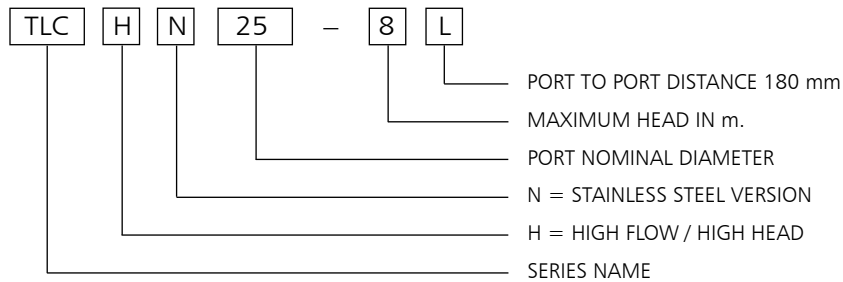 TLC H N 25 – 8 L
PORT TO PORT DISTANCE 180 mm
MAXIMUM HEAD IN m.
PORT NOMINAL DIAMETER
N = STAINLESS STEEL VERSION
H = HIGH FLOW / HIGH HEAD
SERIES NAME